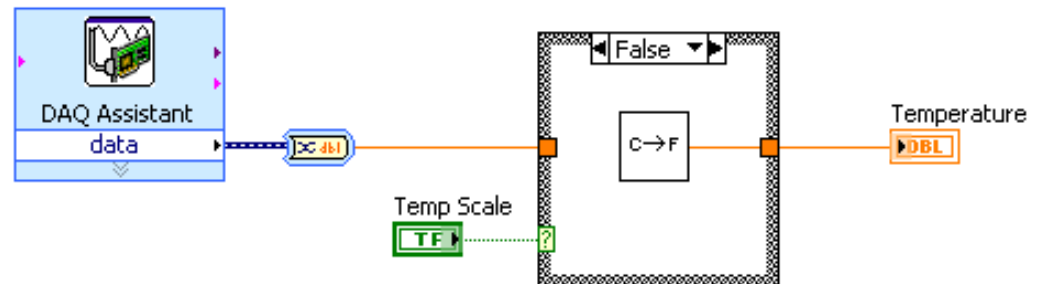 False
DAQ Assistant
data
dbl
C→F
Temperature
DBL
Temp Scale
TF
?